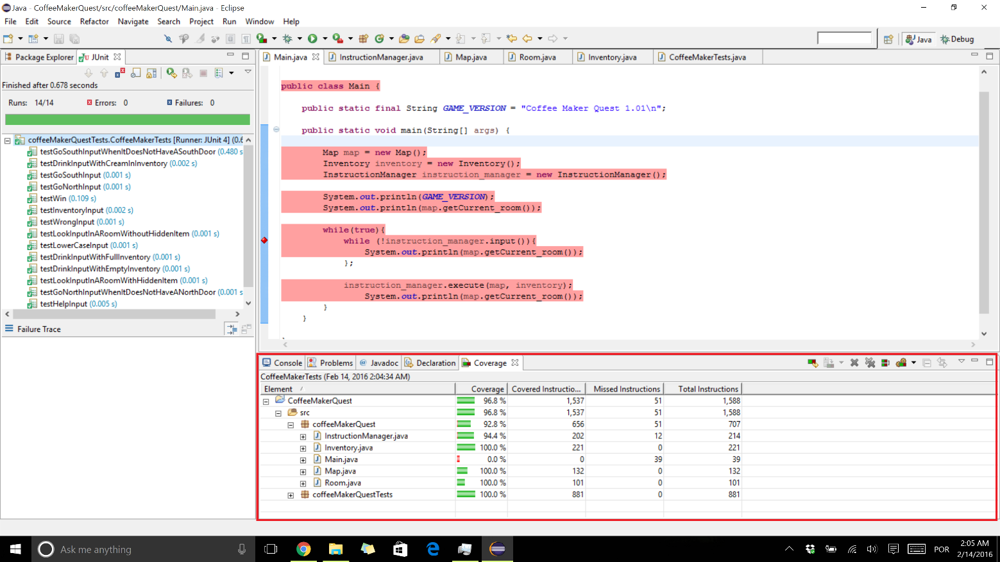 Java - CoffeeMakerQuest/src/coffeeMakerQuest/Main.java - Eclipse
File Edit Source Refactor Navigate Search Project Run Window Help
Java Debug
Package Explorer JUnit
Finished after 0.678 seconds
Runs: 14/14 Errors: 0 Failures: 0
coffeeMakerQuestTests.CoffeeMakerTests [Runner: JUnit 4] (0.6
testGoSouthInputWhenItDoesNotHaveASouthDoor (0.480 s
testDrinkInputWithCreamInInventory (0.002 s)
testGoSouthInput (0.001 s)
testGoNorthInput (0.001 s)
testWin (0.109 s)
testInventoryInput (0.002 s)
testWrongInput (0.001 s)
testLookInputInARoomWithoutHiddenItem (0.001 s)
testLowerCaseInput (0.001 s)
testDrinkInputWithFullInventory (0.001 s)
testDrinkInputWithEmptyInventory (0.001 s)
testLookInputInARoomWithHiddenItem (0.001 s)
testGoNorthInputWhenItDoesNotHaveANorthDoor (0.001 s
testHelpInput (0.005 s)
Failure Trace
Main.java InstructionManager.java Map.java Room.java Inventory.java CoffeeMakerTests.java
public class Main {
public static final String GAME_VERSION = "Coffee Maker Quest 1.01\n";
public static void main(String[] args) {
Map map = new Map();
Inventory inventory = new Inventory();
InstructionManager instruction_manager = new InstructionManager();
System.out.println(GAME_VERSION);
System.out.println(map.getCurrent_room());
while(true){
while (!instruction_manager.input()){
System.out.println(map.getCurrent_room());
};
instruction_manager.execute(map, inventory);
System.out.println(map.getCurrent_room());
}
}
Console Problems @ Javadoc Declaration Coverage
CoffeeMakerTests (Feb 14, 2016 2:04:34 AM)
Element Coverage Covered Instructio... Missed Instructions Total Instructions
CoffeeMakerQuest 96.8 % 1,537 51 1,588
src 96.8 % 1,537 51 1,588
coffeeMakerQuest 92.8 % 656 51 707
InstructionManager.java 94.4 % 202 12 214
Inventory.java 100.0 % 221 0 221
Main.java 0.0 % 0 39 39
Map.java 100.0 % 132 0 132
Room.java 100.0 % 101 0 101
coffeeMakerQuestTests 100.0 % 881 0 881
Ask me anything
POR
2:05 AM
2/14/2016